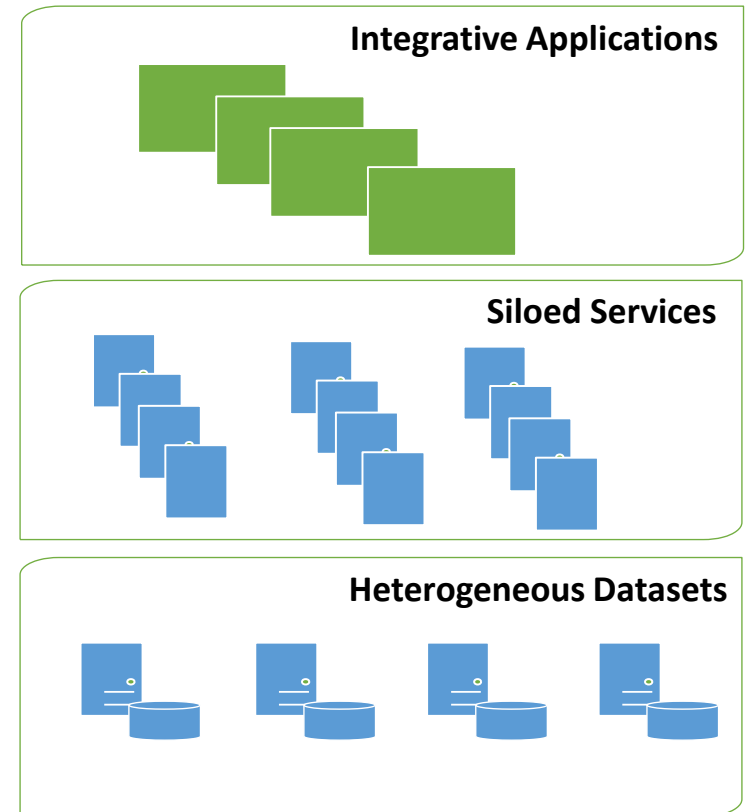 Integrative Applications
Siloed Services
Heterogeneous Datasets